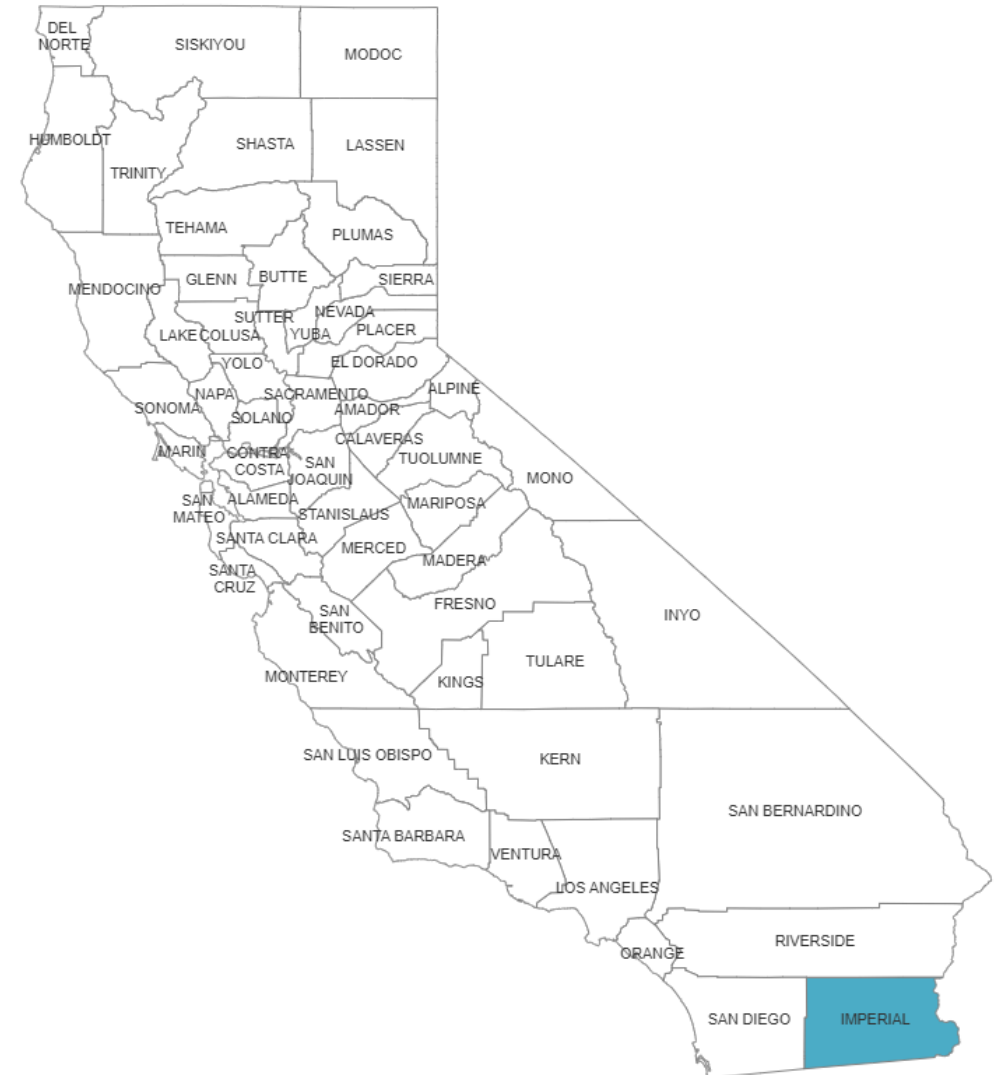 DEL
NORTE
SISKIYOU
MODOC
HUMBOLDT
TRINITY
SHASTA
LASSEN
TEHAMA
PLUMAS
MENDOCINO
GLENN
BUTTE
SIERRA
LAKE
COLUSA
SUTTER
YUBA
NEVADA
PLACER
YOLO
EL DORADO
SONOMA
NAPA
SACRAMENTO
ALPINE
SOLANO
AMADOR
MARIN
CONTRA
COSTA
CALAVERAS
SAN
JOAQUIN
TUOLUMNE
MONO
SAN
MATEO
ALAMEDA
STANISLAUS
MARIPOSA
SANTA CLARA
MERCED
MADERA
SANTA
CRUZ
SAN
BENITO
FRESNO
INYO
MONTEREY
KINGS
TULARE
SAN LUIS OBISPO
KERN
SAN BERNARDINO
SANTA BARBARA
VENTURA
LOS ANGELES
ORANGE
RIVERSIDE
SAN DIEGO
IMPERIAL